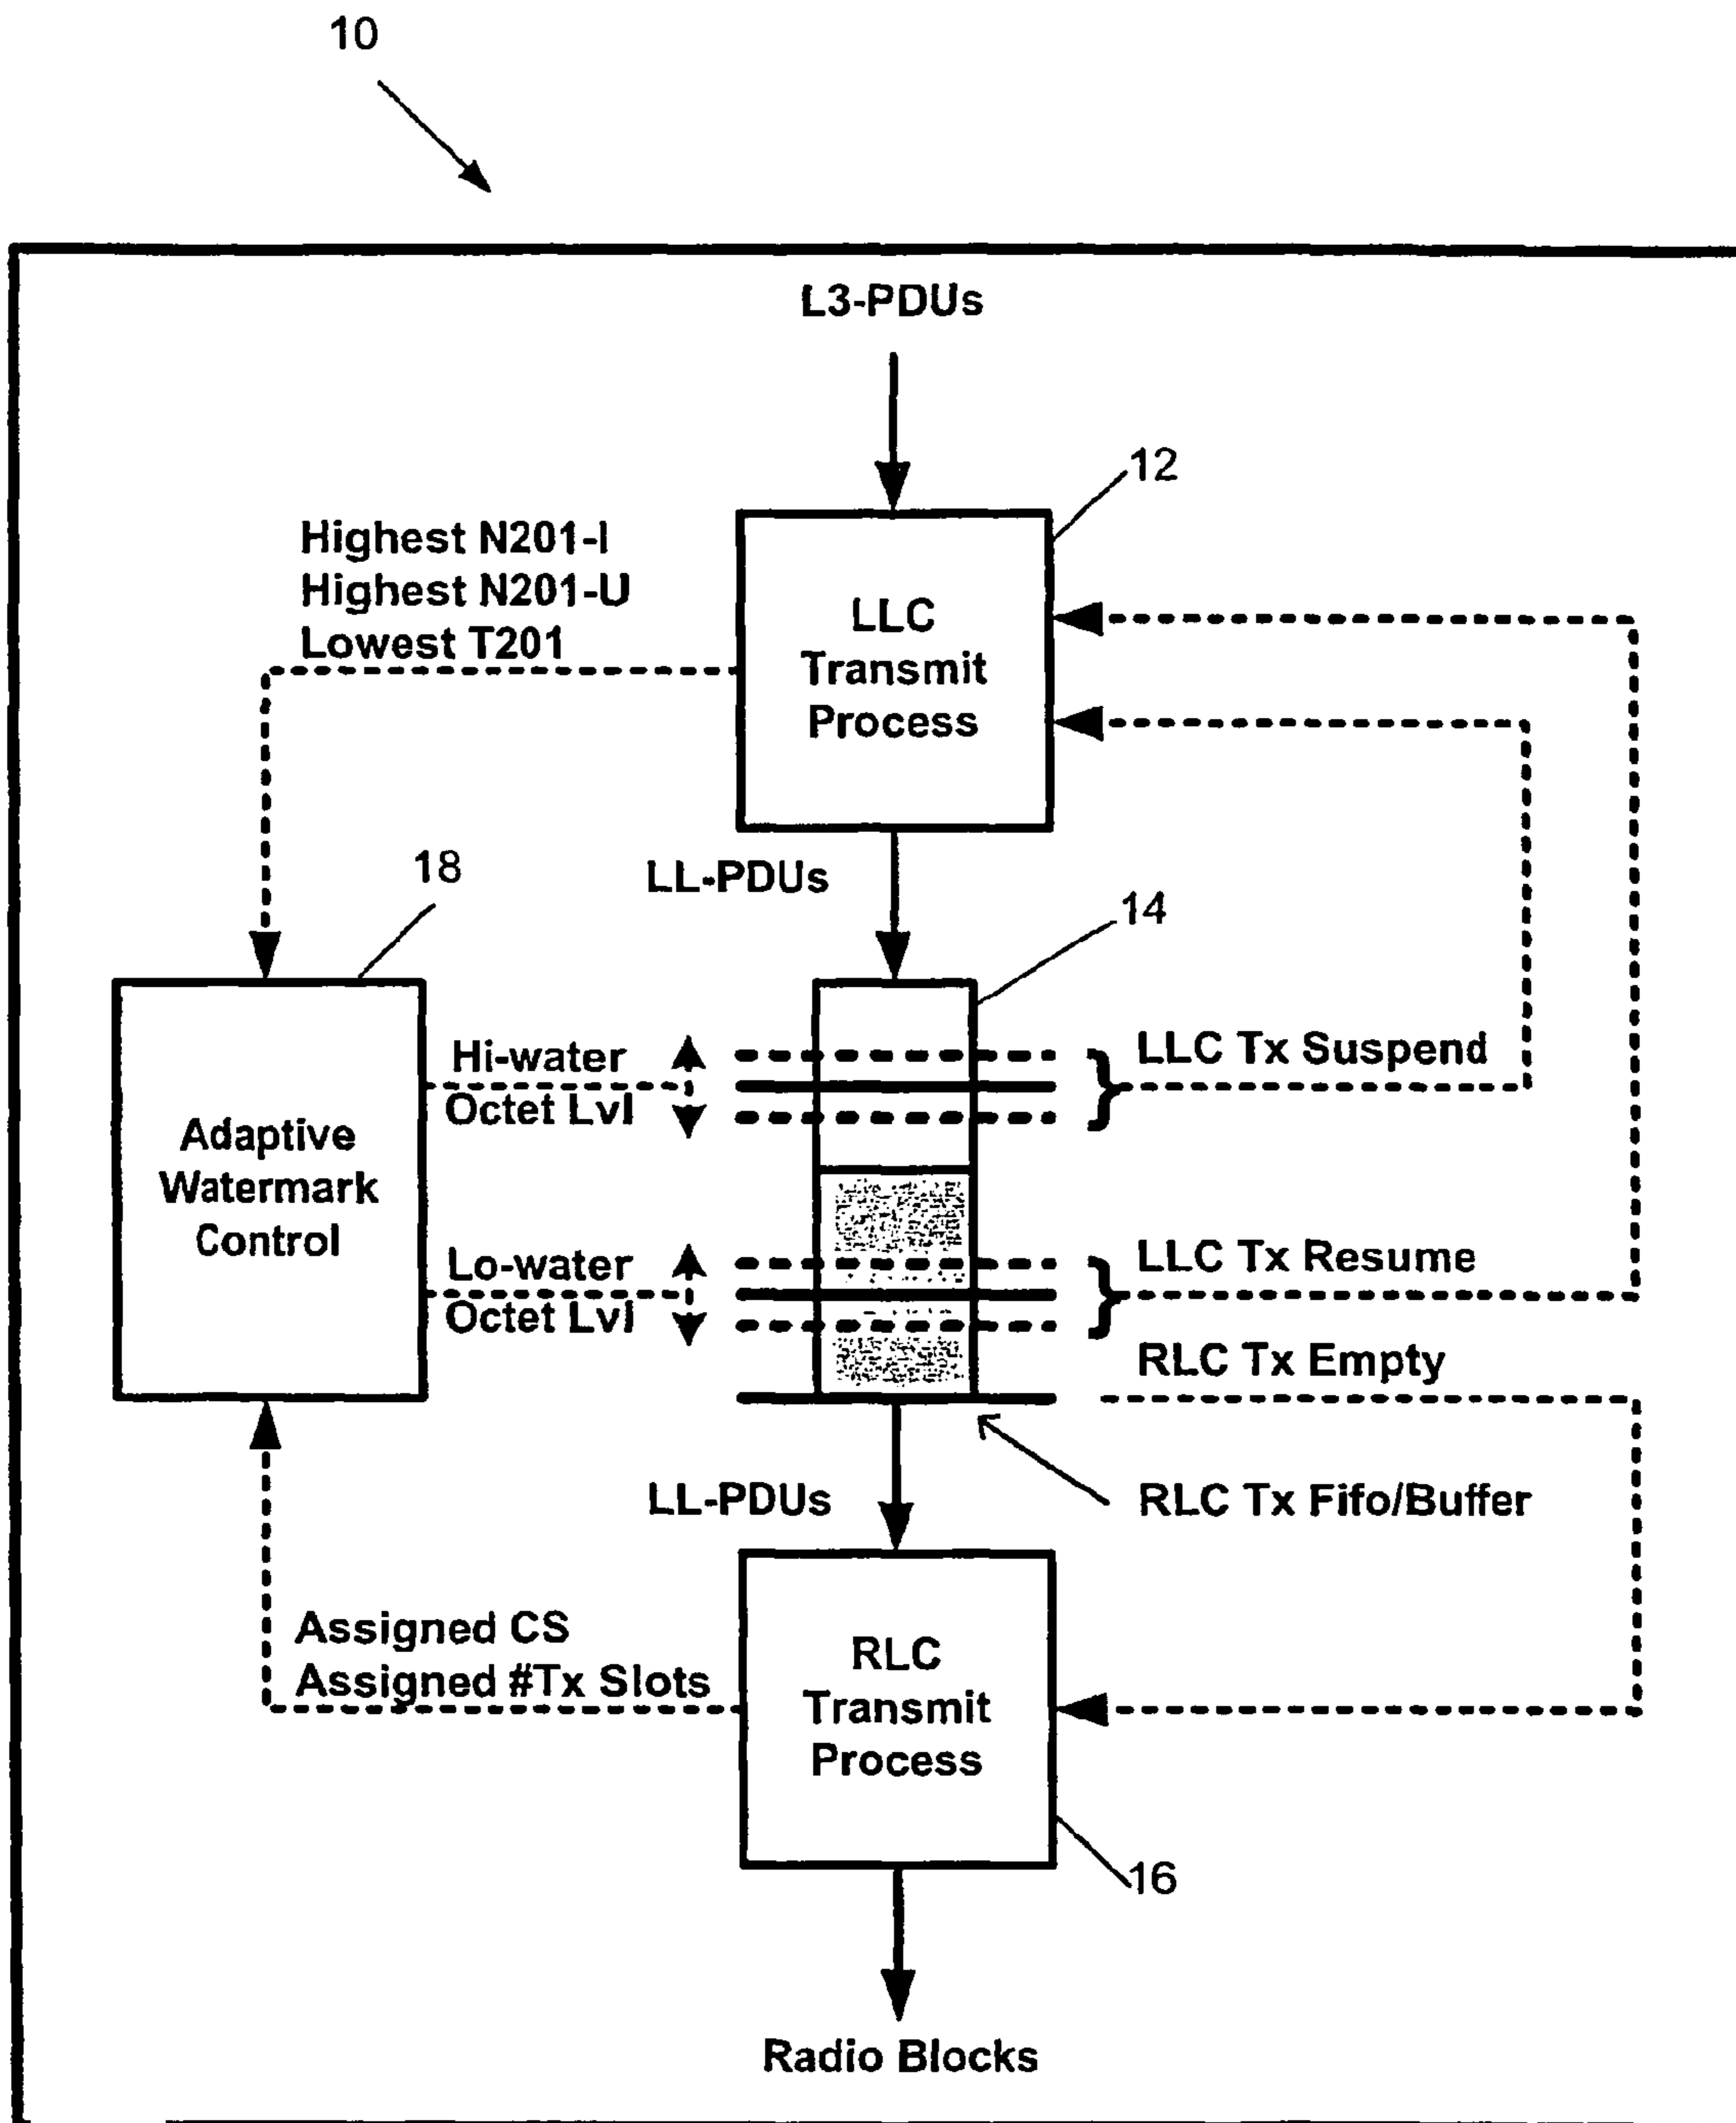 10
L3-PDUs
12
Highest N201-I
Highest N201-U
Lowest T201
LLC
Transmit
Process
18
LL-PDUs
14
Adaptive
Watermark
Control
Hi-water
Octet Lvl
LLC Tx Suspend
Lo-water
Octet Lvl
LLC Tx Resume
RLC Tx Empty
LL-PDUs
RLC Tx Fifo/Buffer
Assigned CS
Assigned #Tx Slots
RLC
Transmit
Process
16
Radio Blocks